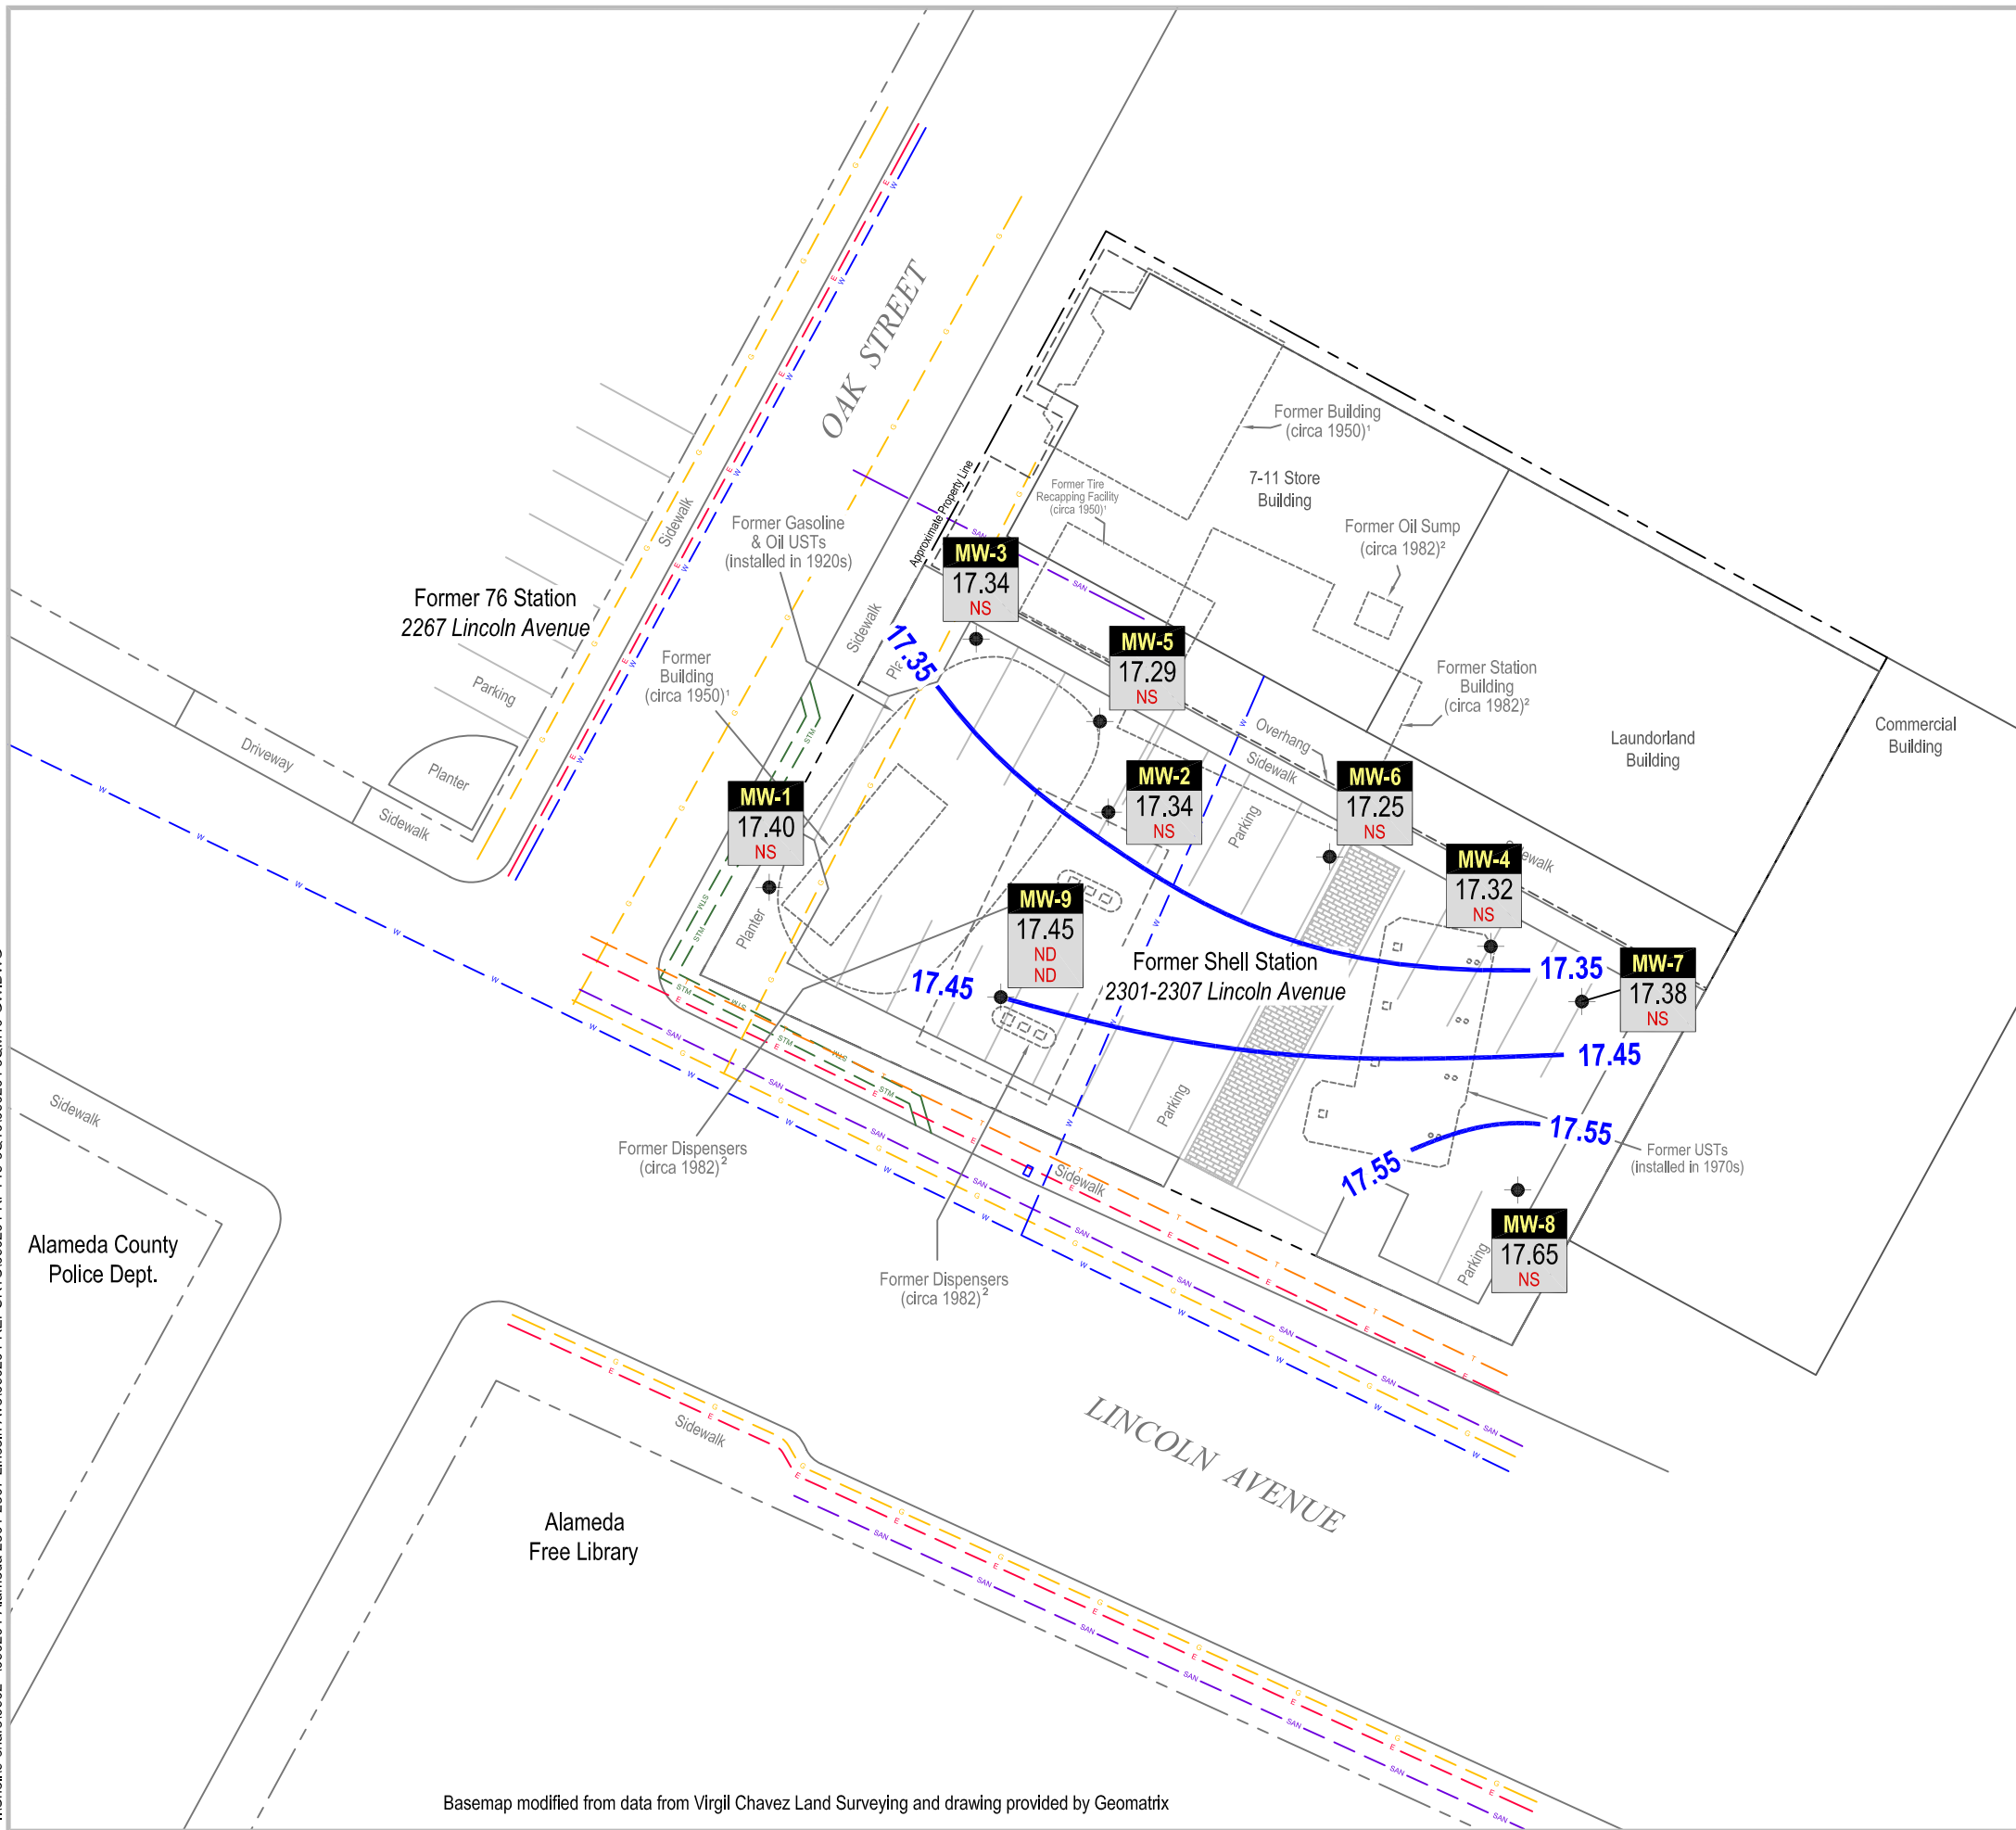 OAK STREET
Approximate Property Line
Former Building
(circa 1950)¹
7-11 Store
Building
Former Tire
Recapping Facility
(circa 1950)¹
Former Oil Sump
(circa 1982)²
Former Gasoline
& Oil USTs
(installed in 1920s)
Sidewalk
Former 76 Station
2267 Lincoln Avenue
Parking
Driveway
Planter
Sidewalk
Former
Building
(circa 1950)¹
Sidewalk
MW-3
17.34
NS
MW-5
17.29
NS
Former Station
Building
(circa 1982)²
Overhang
Sidewalk
Laundorland
Building
Commercial
Building
17.35
MW-1
17.40
NS
MW-2
17.34
NS
MW-6
17.25
NS
MW-4
17.32
NS
Parking
Planter
MW-9
17.45
ND
ND
17.45
Former Shell Station
2301-2307 Lincoln Avenue
17.35
MW-7
17.38
NS
17.45
Parking
17.55
17.55
Former USTs
(installed in 1970s)
MW-8
17.65
NS
Parking
Sidewalk
Former Dispensers
(circa 1982)²
Former Dispensers
(circa 1982)²
Sidewalk
Alameda County
Police Dept.
Sidewalk
Alameda
Free Library
LINCOLN AVENUE
SAN
STM
G
E
W
T
Basemap modified from data from Virgil Chavez Land Surveying and drawing provided by Geomatrix